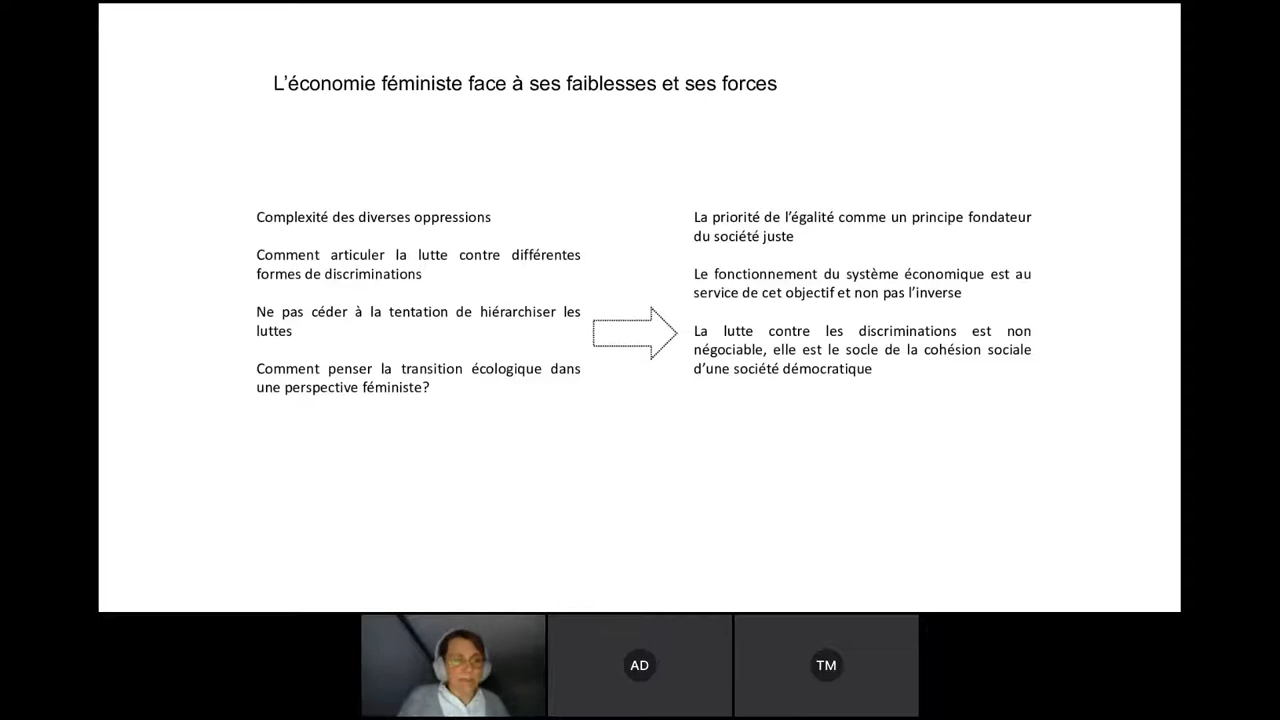 L’économie féministe face à ses faiblesses et ses forces
Complexité des diverses oppressions
Comment articuler la lutte contre différentes
formes de discriminations
Ne pas céder à la tentation de hiérarchiser les
luttes
Comment penser la transition écologique dans
une perspective féministe?
La priorité de l’égalité comme un principe fondateur
du société juste
Le fonctionnement du système économique est au
service de cet objectif et non pas l’inverse
La lutte contre les discriminations est non
négociable, elle est le socle de la cohésion sociale
d’une société démocratique
AD
TM